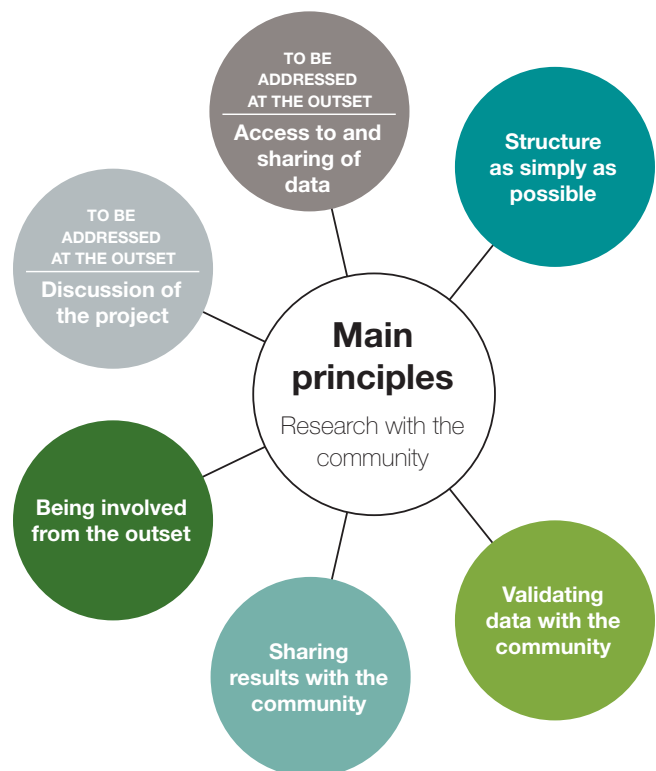 TO BE
ADDRESSED
AT THE OUTSET
Access to and
sharing of
data
Structure
as simply as
possible
TO BE
ADDRESSED
AT THE OUTSET
Discussion of
the project
Main
principles
Research with the
community
Being involved
from the outset
Validating
data with the
community
Sharing
results with the
community